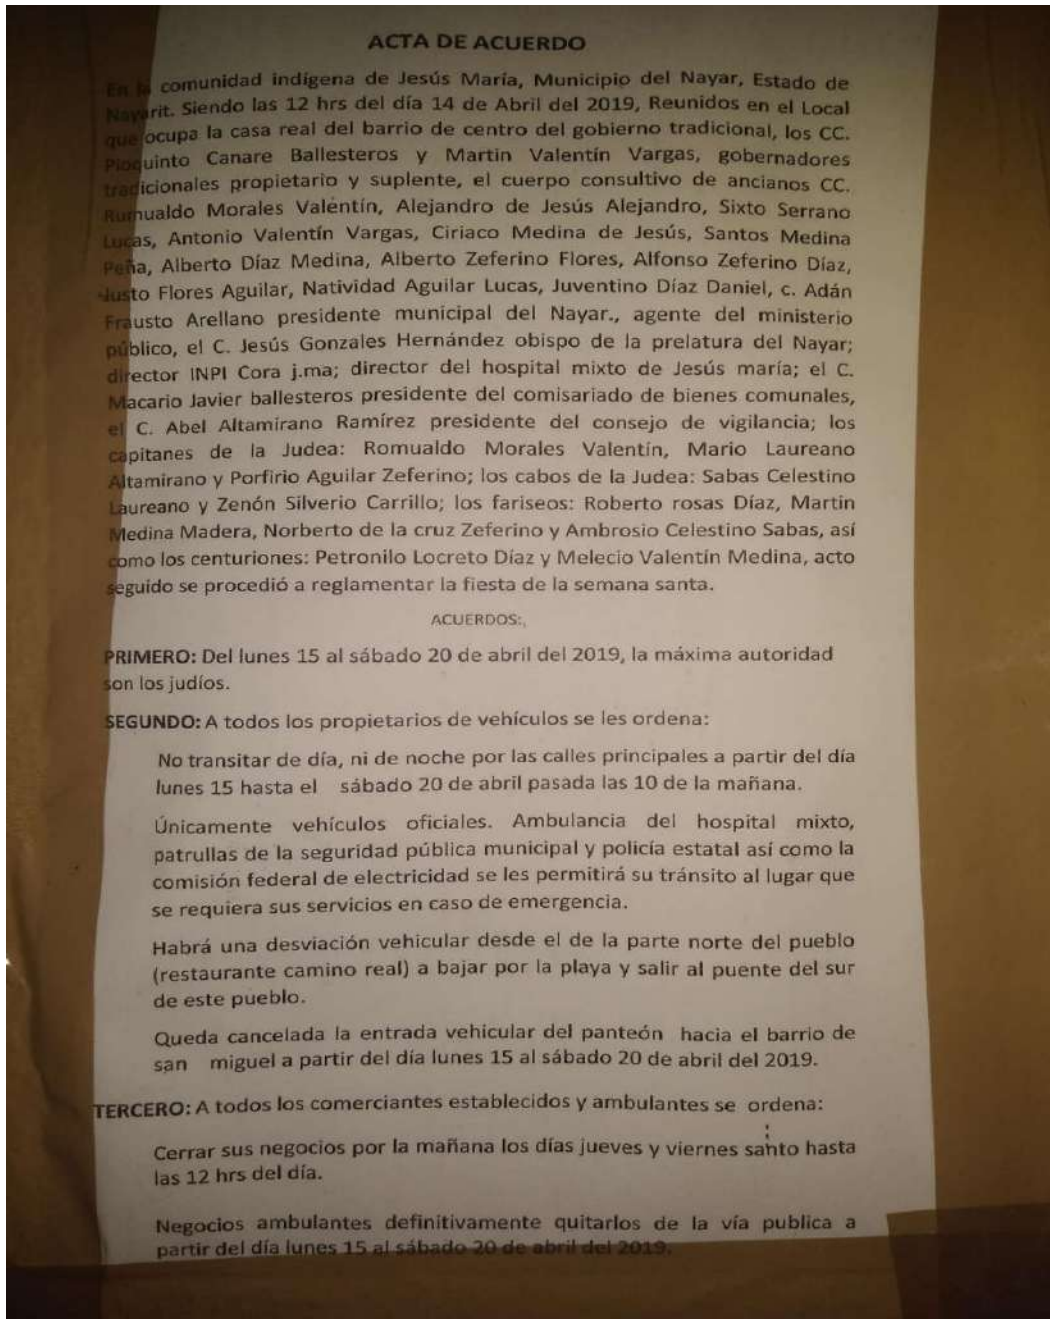 ACTA DE ACUERDO
En la comunidad indígena de Jesús María, Municipio del Nayar, Estado de
Nayarit. Siendo las 12 hrs del día 14 de Abril del 2019, Reunidos en el Local
que ocupa la casa real del barrio de centro del gobierno tradicional, los CC.
Pioquinto Canare Ballesteros y Martin Valentín Vargas, gobernadores
tradicionales propietario y suplente, el cuerpo consultivo de ancianos CC.
Rumualdo Morales Valentín, Alejandro de Jesús Alejandro, Sixto Serrano
Lucas, Antonio Valentín Vargas, Ciriaco Medina de Jesús, Santos Medina
Peña, Alberto Díaz Medina, Alberto Zeferino Flores, Alfonso Zeferino Díaz,
Justo Flores Aguilar, Natividad Aguilar Lucas, Juventino Díaz Daniel, c. Adán
Frausto Arellano presidente municipal del Nayar., agente del ministerio
público, el C. Jesús Gonzales Hernández obispo de la prelatura del Nayar;
director INPI Cora j.ma; director del hospital mixto de Jesús maría; el C.
Macario Javier ballesteros presidente del comisariado de bienes comunales,
el C. Abel Altamirano Ramírez presidente del consejo de vigilancia; los
capitanes de la Judea: Romualdo Morales Valentín, Mario Laureano
Altamirano y Porfirio Aguilar Zeferino; los cabos de la Judea: Sabas Celestino
Laureano y Zenón Silverio Carrillo; los fariseos: Roberto rosas Díaz, Martin
Medina Madera, Norberto de la cruz Zeferino y Ambrosio Celestino Sabas, así
como los centuriones: Petronilo Locreto Díaz y Melecio Valentín Medina, acto
seguido se procedió a reglamentar la fiesta de la semana santa.
ACUERDOS:,
PRIMERO: Del lunes 15 al sábado 20 de abril del 2019, la máxima autoridad
son los judíos.
SEGUNDO: A todos los propietarios de vehículos se les ordena:
No transitar de día, ni de noche por las calles principales a partir del día
lunes 15 hasta el sábado 20 de abril pasada las 10 de la mañana.
Únicamente vehículos oficiales. Ambulancia del hospital mixto,
patrullas de la seguridad pública municipal y policía estatal así como la
comisión federal de electricidad se les permitirá su tránsito al lugar que
se requiera sus servicios en caso de emergencia.
Habrá una desviación vehicular desde el de la parte norte del pueblo
(restaurante camino real) a bajar por la playa y salir al puente del sur
de este pueblo.
Queda cancelada la entrada vehicular del panteón hacia el barrio de
san miguel a partir del día lunes 15 al sábado 20 de abril del 2019.
TERCERO: A todos los comerciantes establecidos y ambulantes se ordena:
Cerrar sus negocios por la mañana los días jueves y viernes santo hasta
las 12 hrs del día.
Negocios ambulantes definitivamente quitarlos de la vía publica a
partir del día lunes 15 al sábado 20 de abril del 2019.